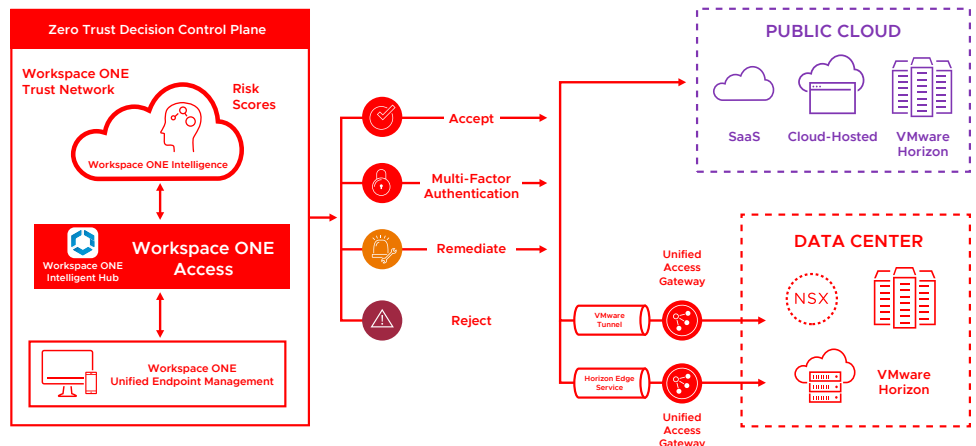 Zero Trust Decision Control Plane
Workspace ONE
Trust Network
Risk
Scores
Workspace ONE Intelligence
Workspace ONE
Intelligent Hub
Workspace ONE
Access
Workspace ONE
Unified Endpoint Management
Accept
Multi-Factor
Authentication
Remediate
Reject
PUBLIC CLOUD
SaaS
Cloud-Hosted
VMware
Horizon
Unified
Access
Gateway
VMware
Tunnel
Horizon Edge
Service
Unified
Access
Gateway
DATA CENTER
NSX
VMware
Horizon